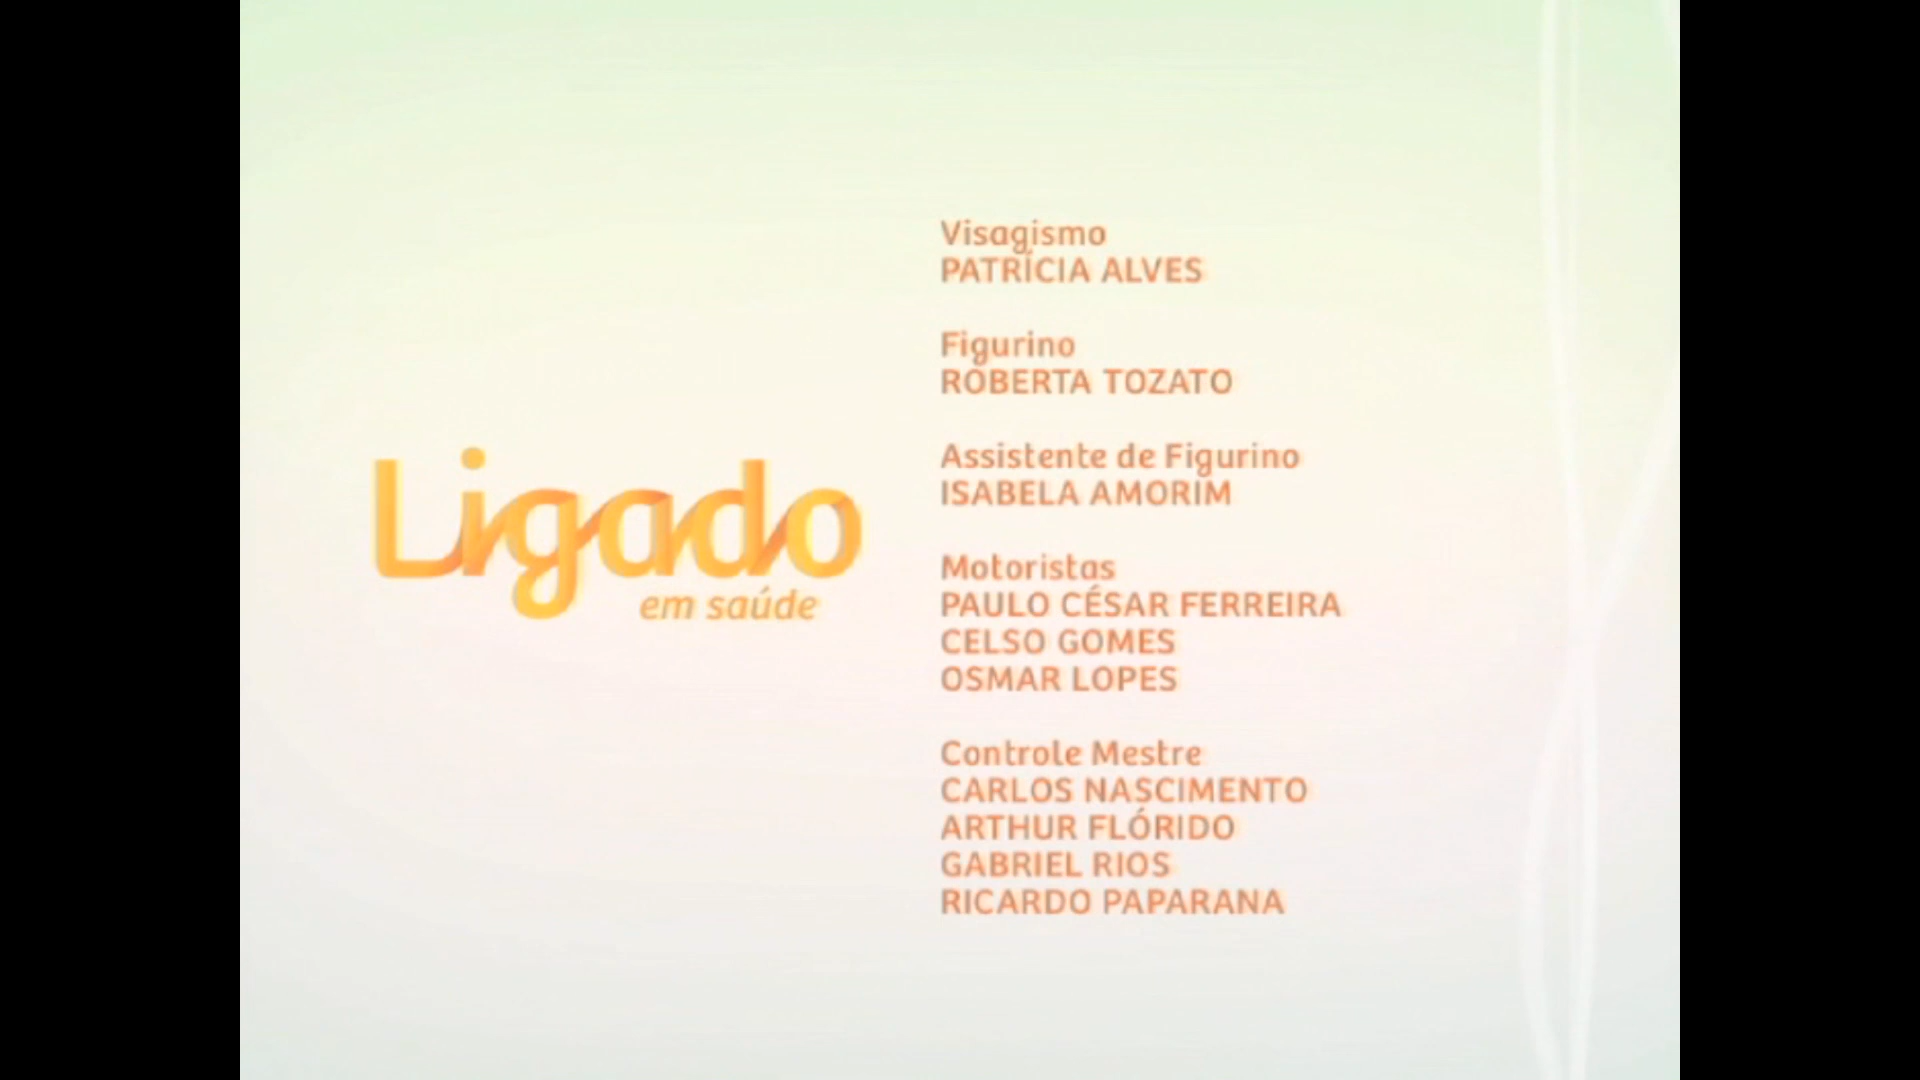 Ligado
em saúde
Visagismo
PATRÍCIA ALVES
Figurino
ROBERTA TOZATO
Assistente de Figurino
ISABELA AMORIM
Motoristas
PAULO CÉSAR FERREIRA
CELSO GOMES
OSMAR LOPES
Controle Mestre
CARLOS NASCIMENTO
ARTHUR FLÓRIDO
GABRIEL RIOS
RICARDO PAPARANA